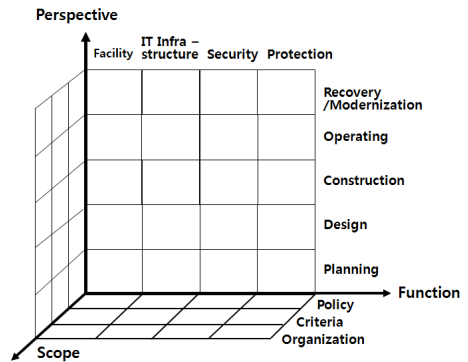 Perspective
Facility
IT Infra –
structure
Security
Protection
Recovery
/Modernization
Operating
Construction
Design
Planning
Function
Policy
Criteria
Organization
Scope